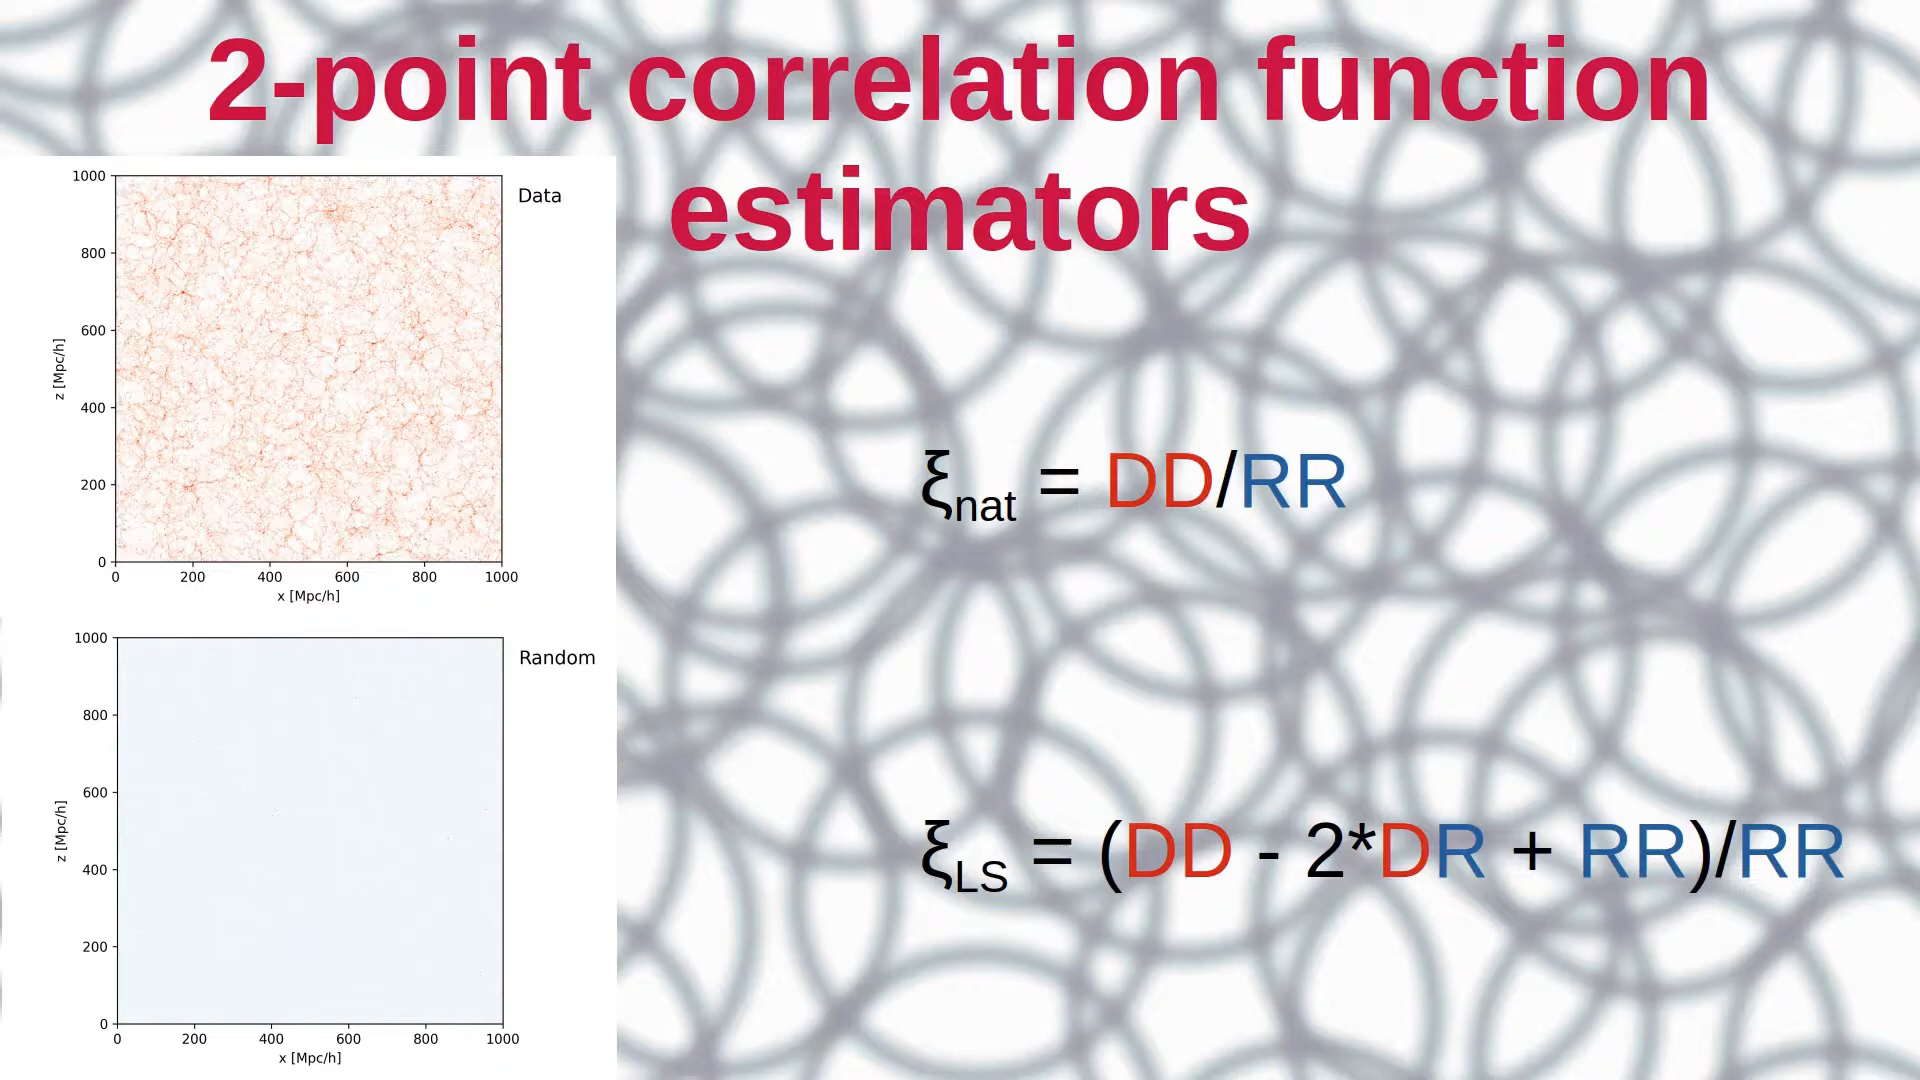 2-point correlation function
estimators
Data
1000
800
600
400
200
0
z [Mpc/h]
0 200 400 600 800 1000
x [Mpc/h]
Random
1000
800
600
400
200
0
z [Mpc/h]
0 200 400 600 800 1000
x [Mpc/h]
ξnat = DD/RR
ξLS = (DD - 2*DR + RR)/RR